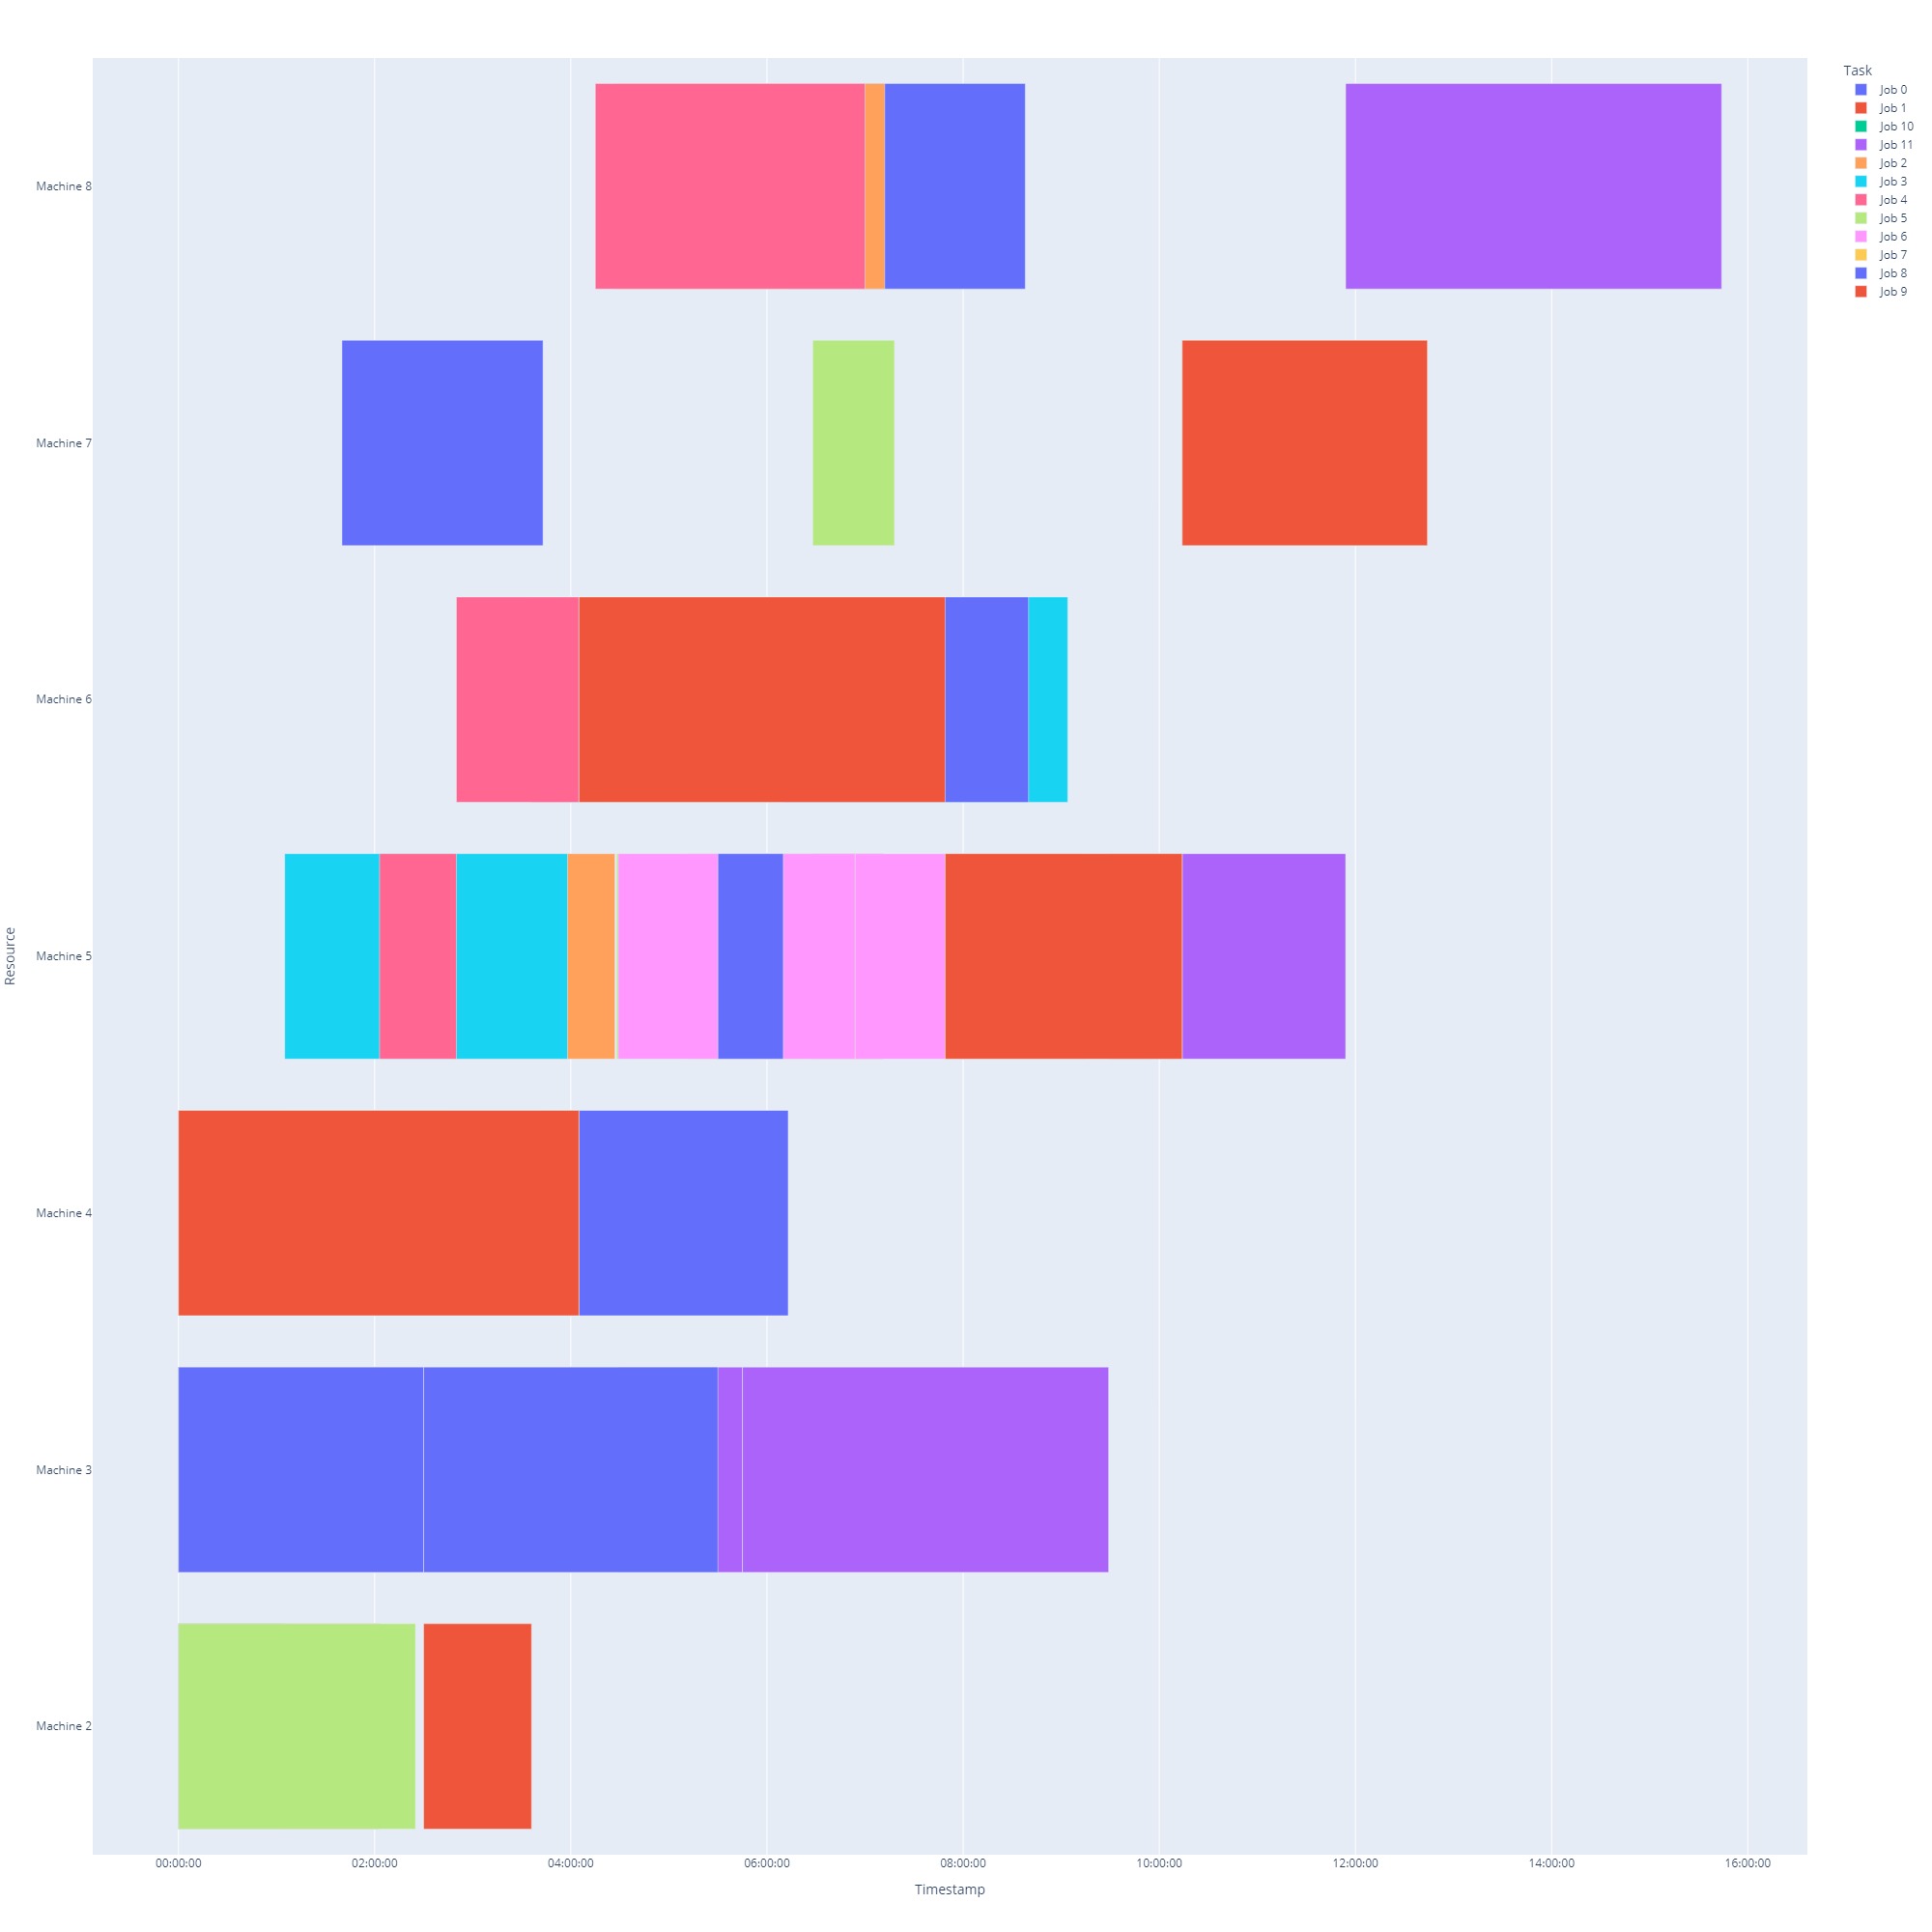 Task
Job 0
Job 1
Job 10
Job 11
Job 2
Job 3
Job 4
Job 5
Job 6
Job 7
Job 8
Job 9
Machine 8
Machine 7
Machine 6
Machine 5
Machine 4
Machine 3
Machine 2
Resource
00:00:00 02:00:00 04:00:00 06:00:00 08:00:00 10:00:00 12:00:00 14:00:00 16:00:00
Timestamp